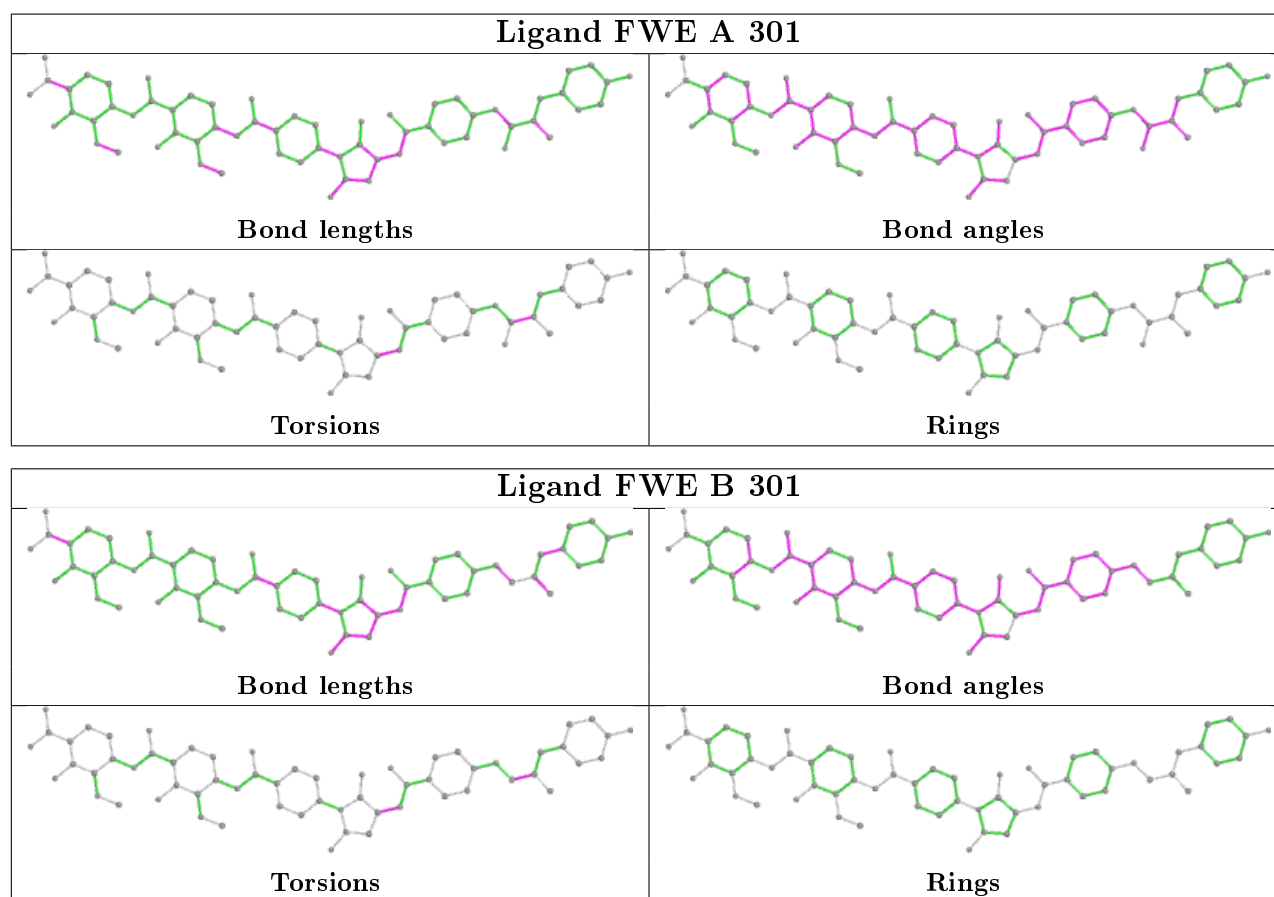 Ligand FWE A 301
Bond lengths
Bond angles
Torsions
Rings
Ligand FWE B 301
Bond lengths
Bond angles
Torsions
Rings